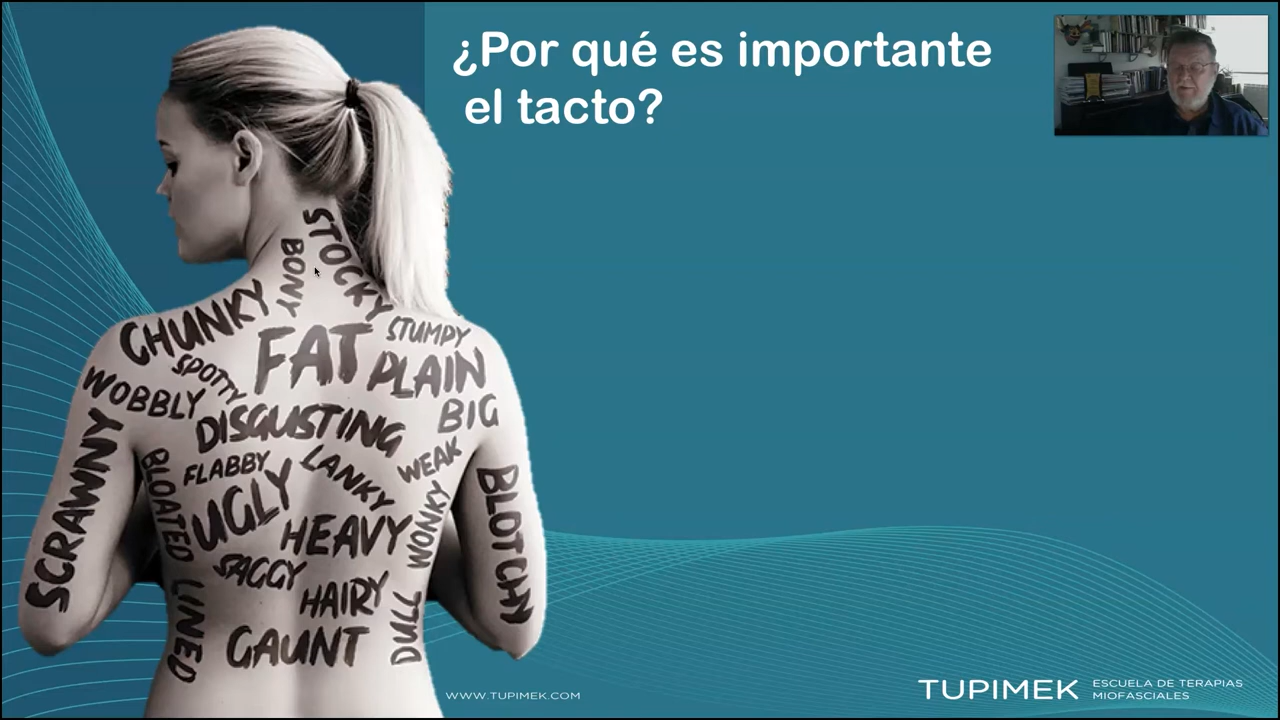 ¿Por qué es importante
el tacto?
STOCKY
BONY
CHUNKY
STUMPY
FAT
PLAIN
SPOTTY
WOBBLY
BIG
DISGUSTING
SCRAWNY
WEAK
FLABBY
LANKY
BLOATED
BLOTCHY
UGLY
WONKY
HEAVY
SAGGY
HAIRY
LINED
DULL
GAUNT
WWW.TUPIMEK.COM
TUPIMEK
ESCUELA DE TERAPIAS
MIOFASCIALES